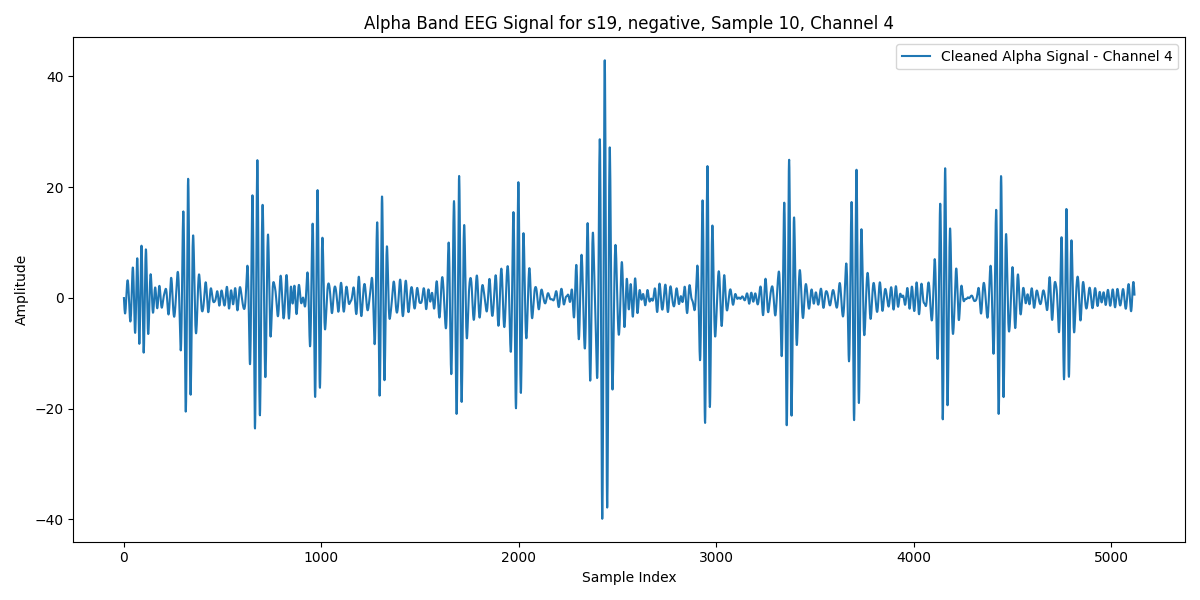 Alpha Band EEG Signal for s19, negative, Sample 10, Channel 4
Cleaned Alpha Signal - Channel 4
Amplitude
40
20
0
−20
−40
0 1000 2000 3000 4000 5000
Sample Index